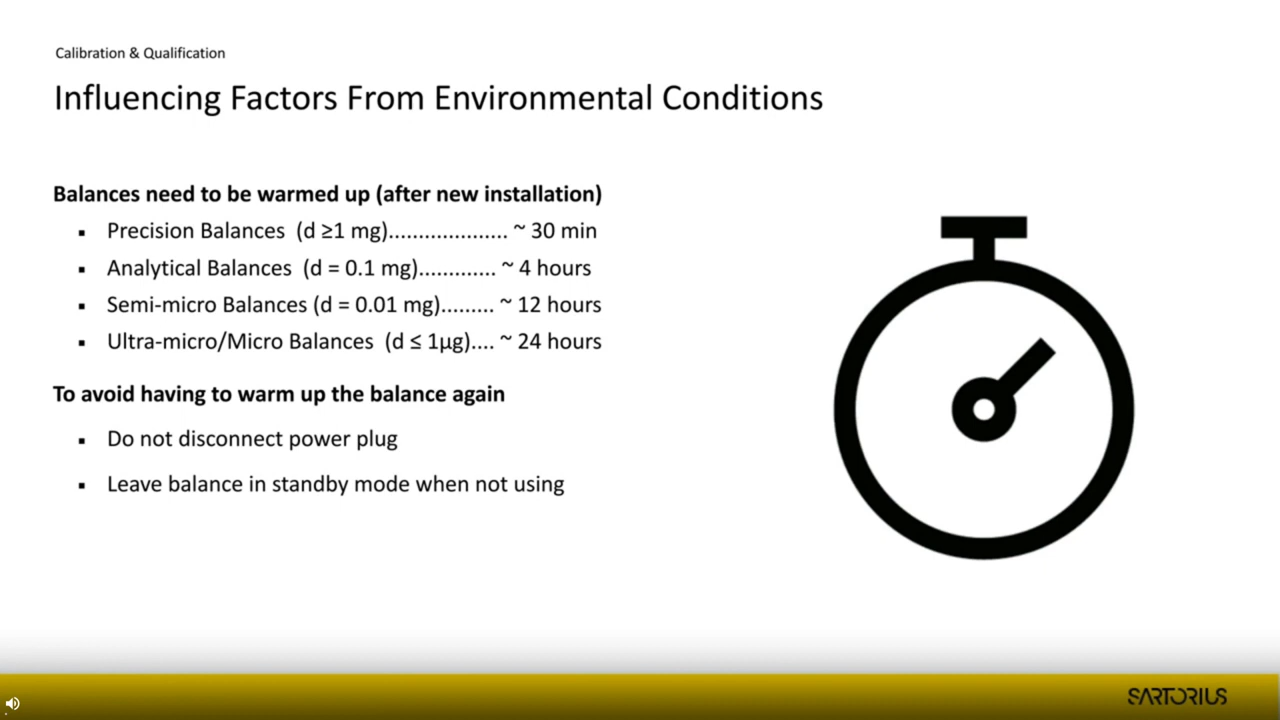 Calibration & Qualification
Influencing Factors From Environmental Conditions
Balances need to be warmed up (after new installation)
▪ Precision Balances (d ≥1 mg).................... ~ 30 min
▪ Analytical Balances (d = 0.1 mg)............. ~ 4 hours
▪ Semi-micro Balances (d = 0.01 mg)......... ~ 12 hours
▪ Ultra-micro/Micro Balances (d ≤ 1µg).... ~ 24 hours
To avoid having to warm up the balance again
▪ Do not disconnect power plug
▪ Leave balance in standby mode when not using
SARTORIUS